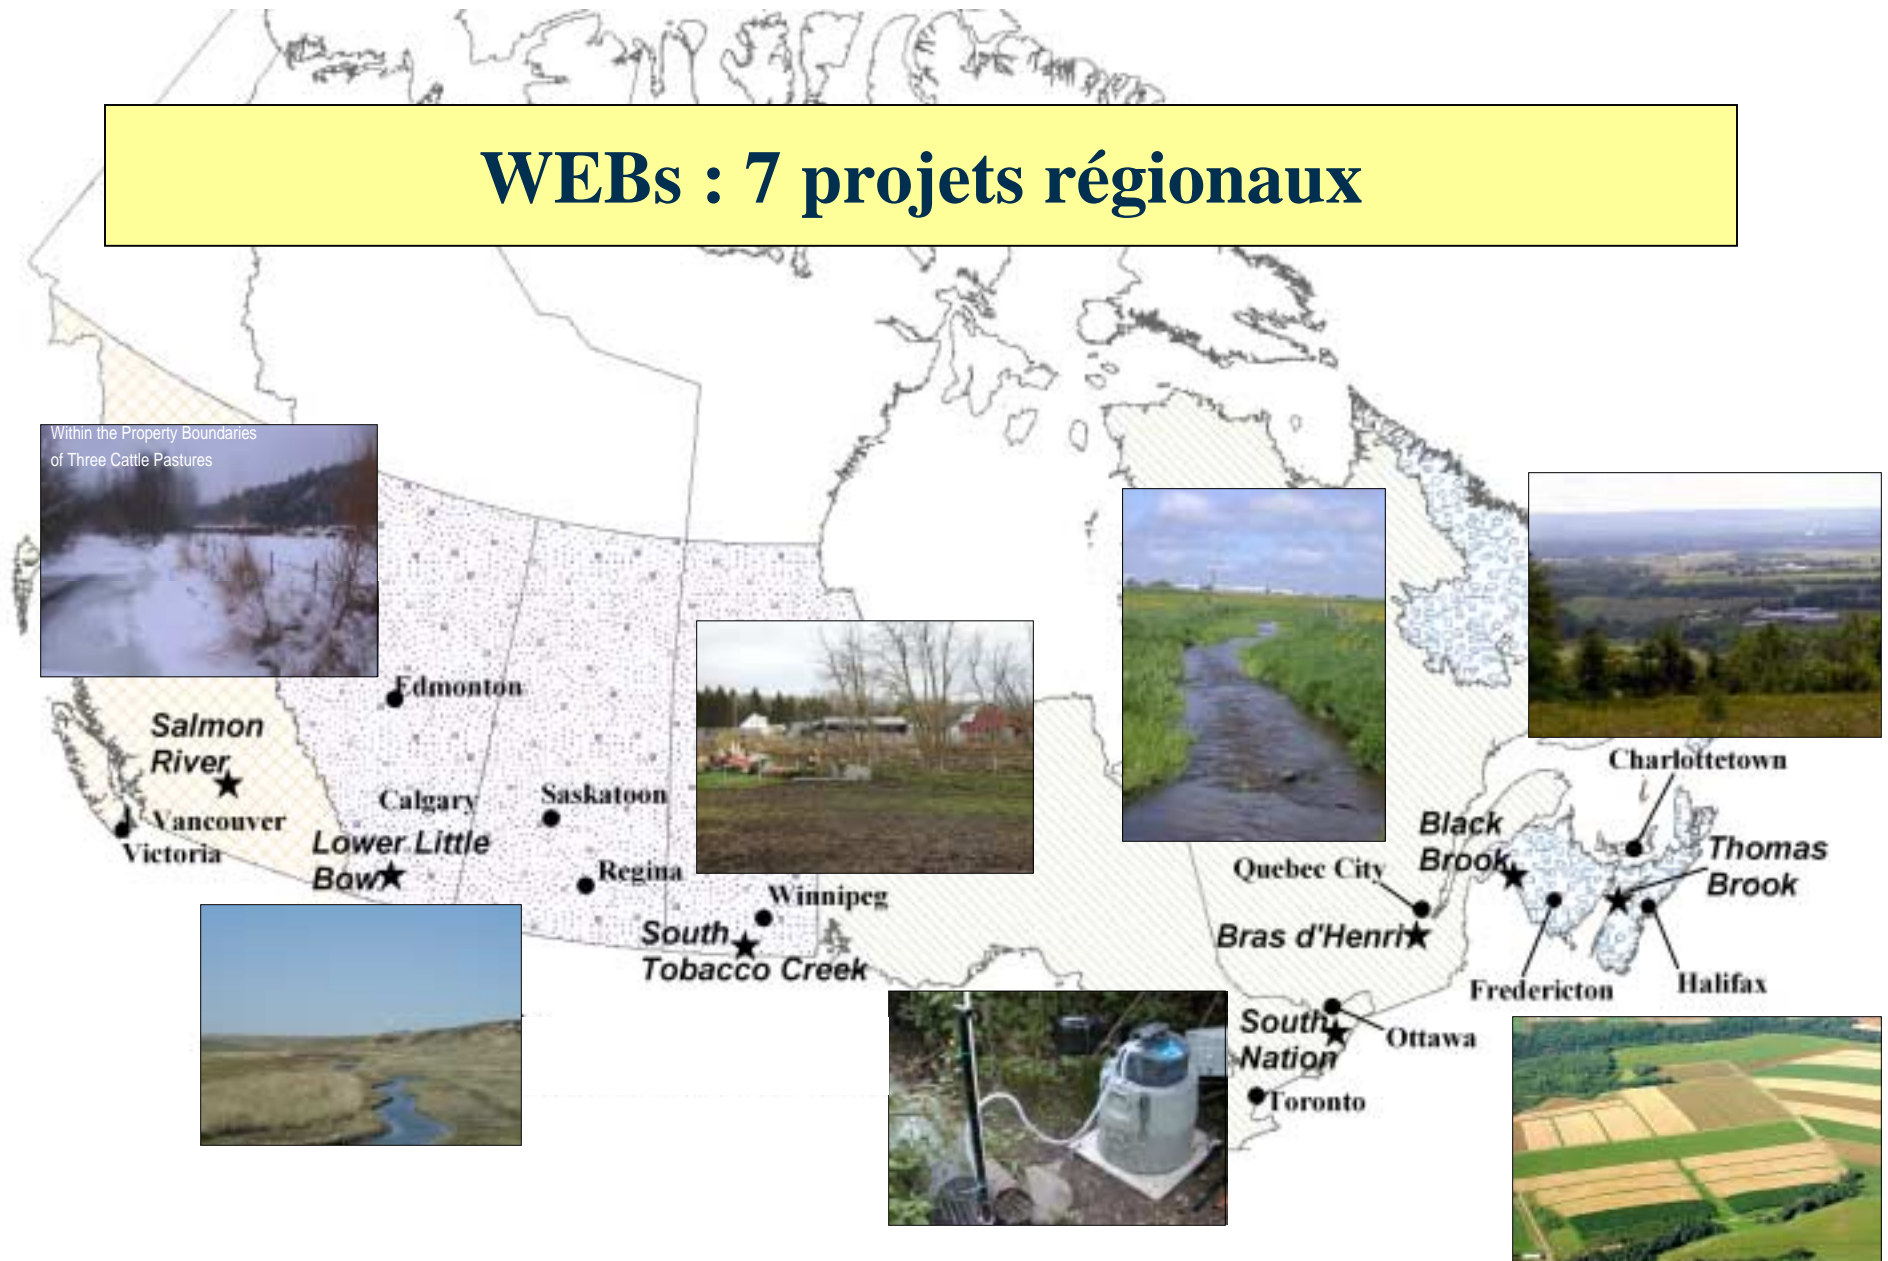 WEBs : 7 projets régionaux
Within the Property Boundaries
of Three Cattle Pastures
Edmonton
Salmon
River
Calgary
Saskatoon
Vancouver
Victoria
Lower Little
Bow
Regina
Winnipeg
South
Tobacco Creek
Charlottetown
Black
Brook
Thomas
Brook
Quebec City
Bras d'Henri
Fredericton
Halifax
South
Nation
Ottawa
Toronto